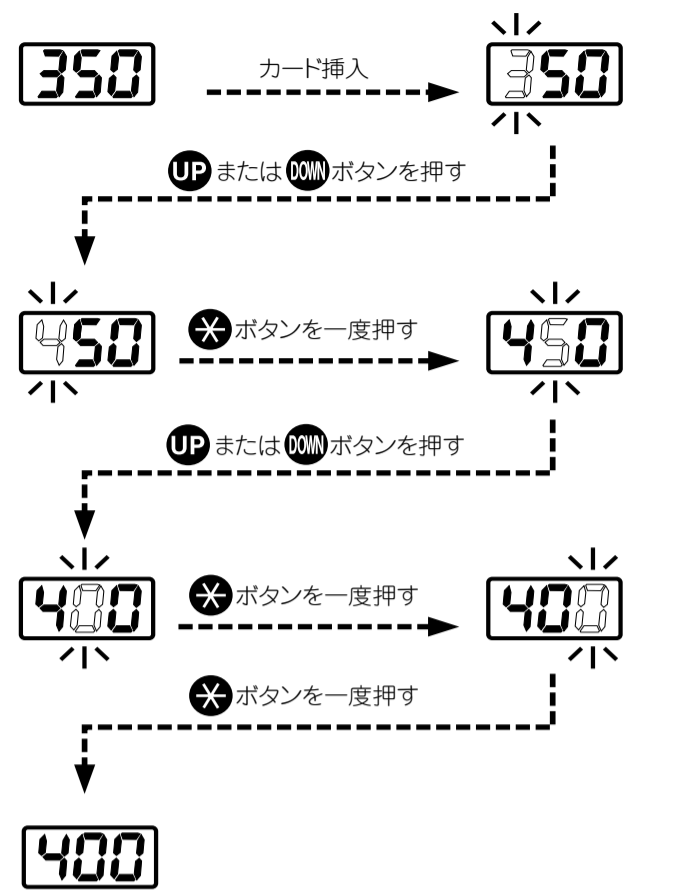 350 カード挿入 350
UP または DOWN ボタンを押す
450 ボタンを一度押す 450
UP または DOWN ボタンを押す
400 ボタンを一度押す 400
ボタンを一度押す
400